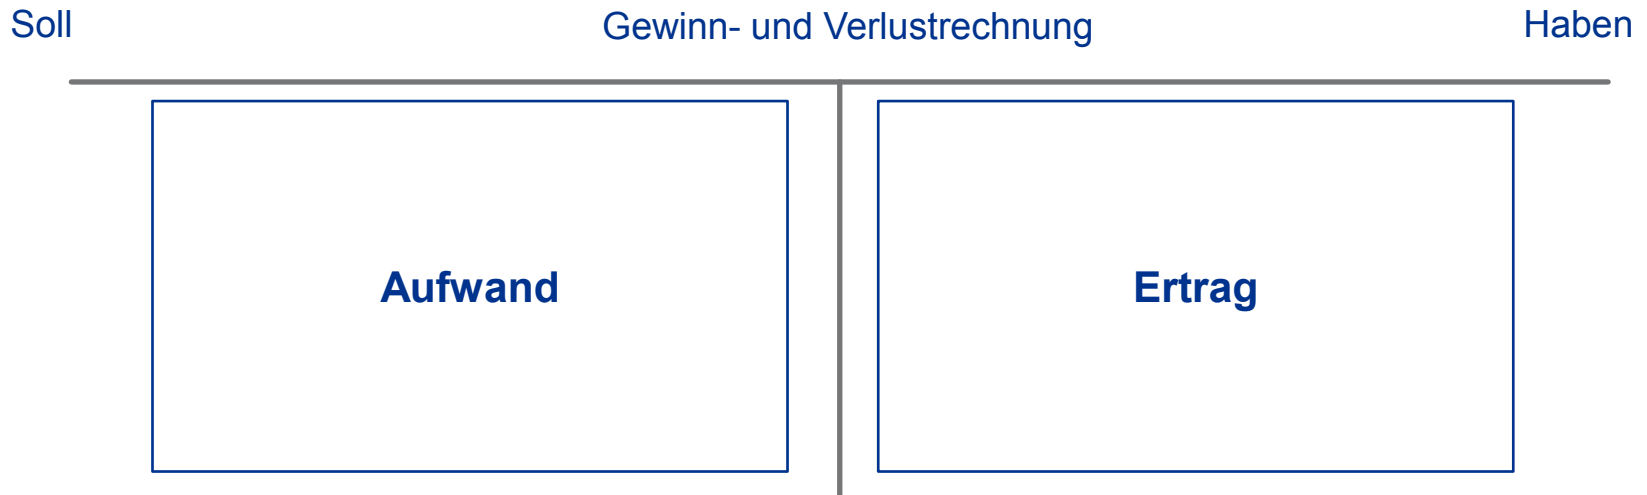 Soll Gewinn- und Verlustrechnung Haben
Aufwand Ertrag